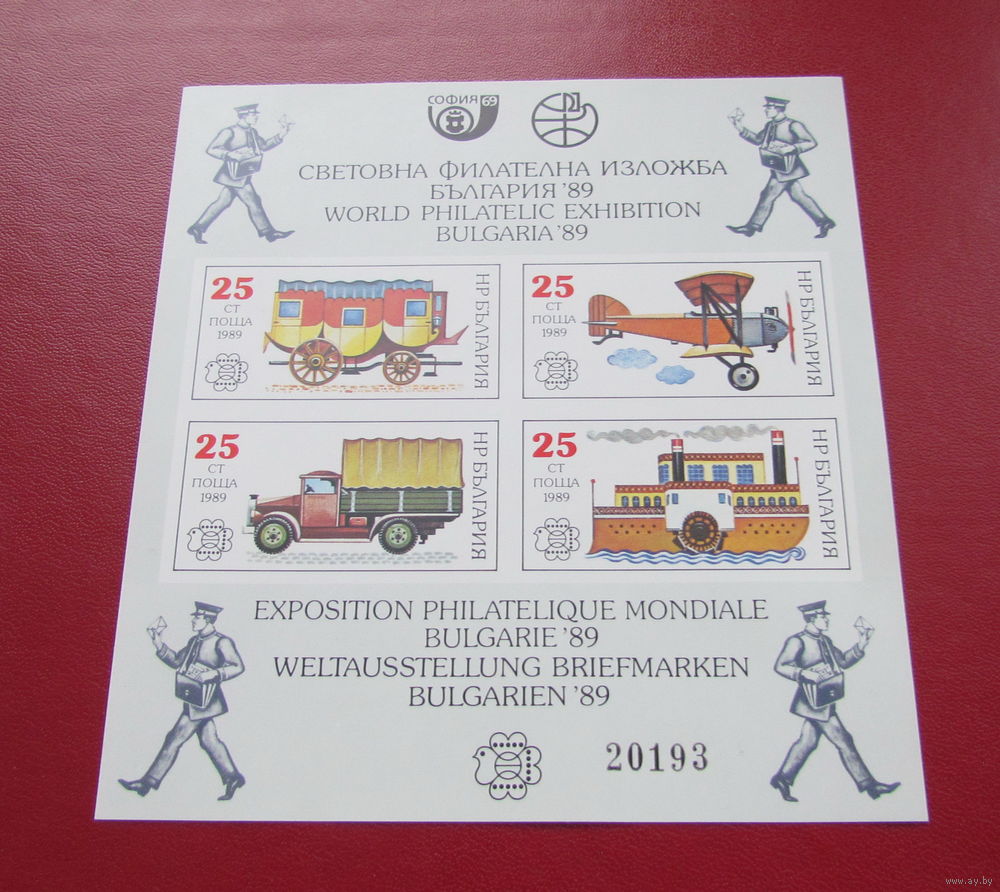 СОФИЯ 69
СВЕТОВНА ФИЛАТЕЛНА ИЗЛОЖБА
БЪЛГАРИЯ '89
WORLD PHILATELIC EXHIBITION
BULGARIA '89
25
СТ
ПОЩА
1989
НР БЪЛГАРИЯ
25
СТ
ПОЩА
1989
НР БЪЛГАРИЯ
25
СТ
ПОЩА
1989
НР БЪЛГАРИЯ
25
СТ
ПОЩА
1989
НР БЪЛГАРИЯ
EXPOSITION PHILATELIQUE MONDIALE
BULGARIE '89
WELTAUSSTELLUNG BRIEFMARKEN
BULGARIEN '89
20193
www.ay.by